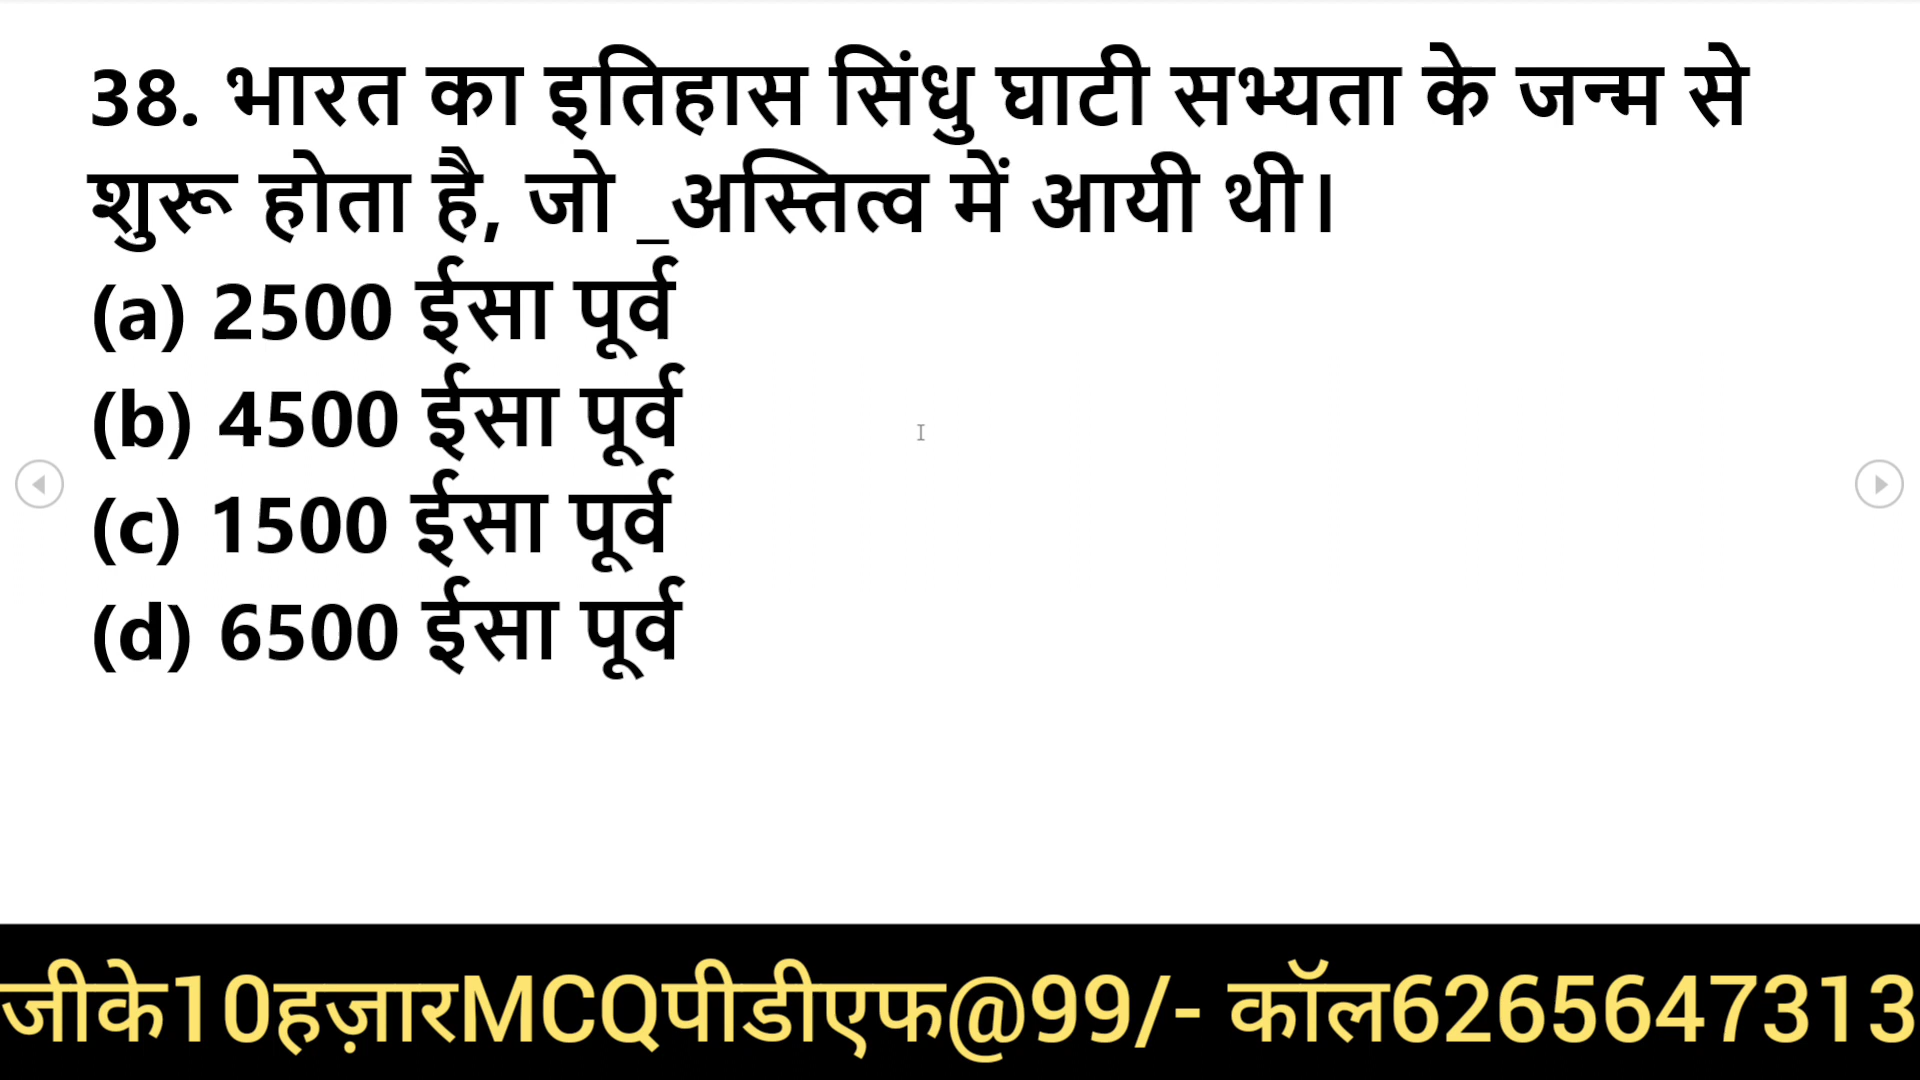 38. भारत का इतिहास सिंधु घाटी सभ्यता के जन्म से
शुरू होता है, जो _अस्तित्व में आयी थी।
(a) 2500 ईसा पूर्व
(b) 4500 ईसा पूर्व
(c) 1500 ईसा पूर्व
(d) 6500 ईसा पूर्व
जीके10हज़ारMCQपीडीएफ@99/- कॉल6265647313